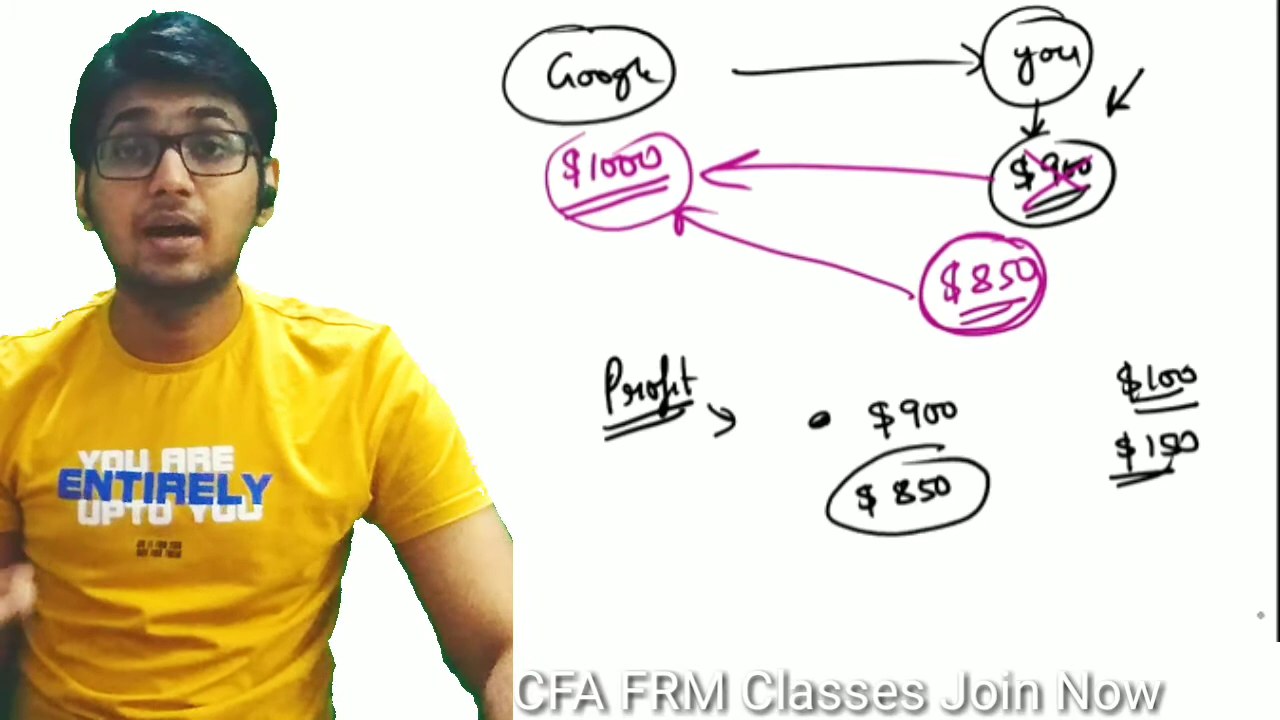 Google
you
$1000
$900
$850
Profit
$900
$100
$850
$150
YOU ARE
ENTIRELY
UPTO YOU
CFA FRM Classes Join Now